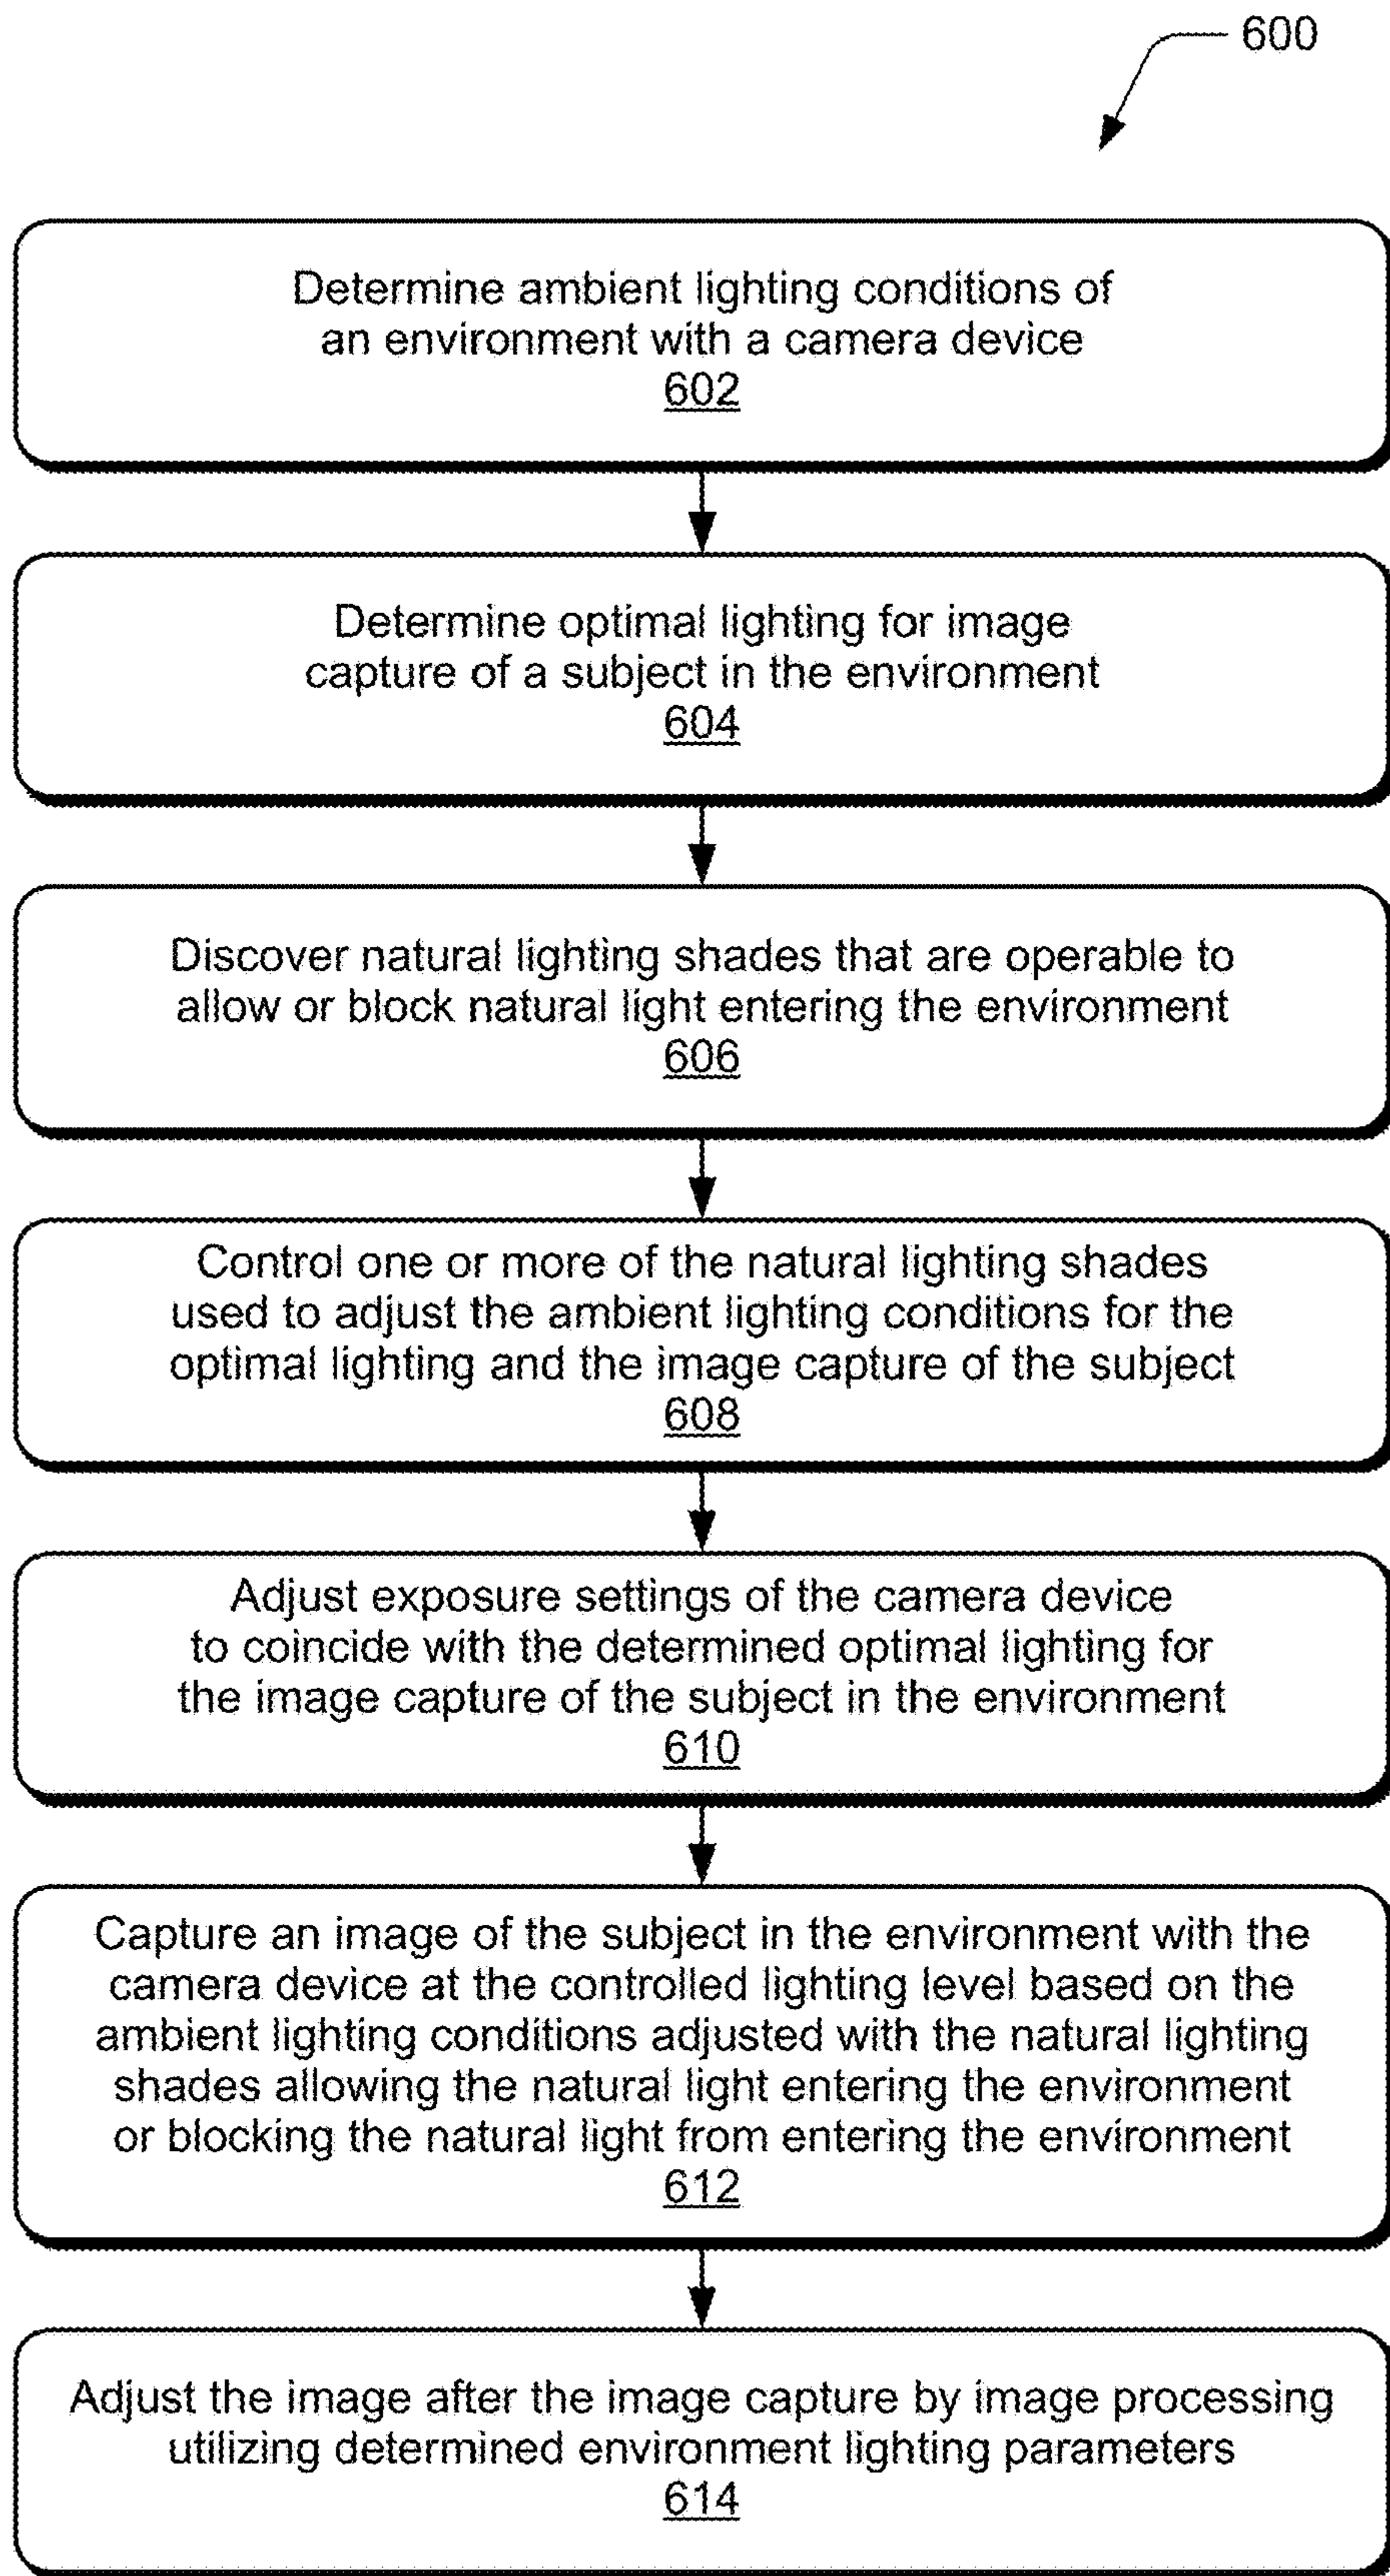 600
Determine ambient lighting conditions of
an environment with a camera device
602
Determine optimal lighting for image
capture of a subject in the environment
604
Discover natural lighting shades that are operable to
allow or block natural light entering the environment
606
Control one or more of the natural lighting shades
used to adjust the ambient lighting conditions for the
optimal lighting and the image capture of the subject
608
Adjust exposure settings of the camera device
to coincide with the determined optimal lighting for
the image capture of the subject in the environment
610
Capture an image of the subject in the environment with the
camera device at the controlled lighting level based on the
ambient lighting conditions adjusted with the natural lighting
shades allowing the natural light entering the environment
or blocking the natural light from entering the environment
612
Adjust the image after the image capture by image processing
utilizing determined environment lighting parameters
614